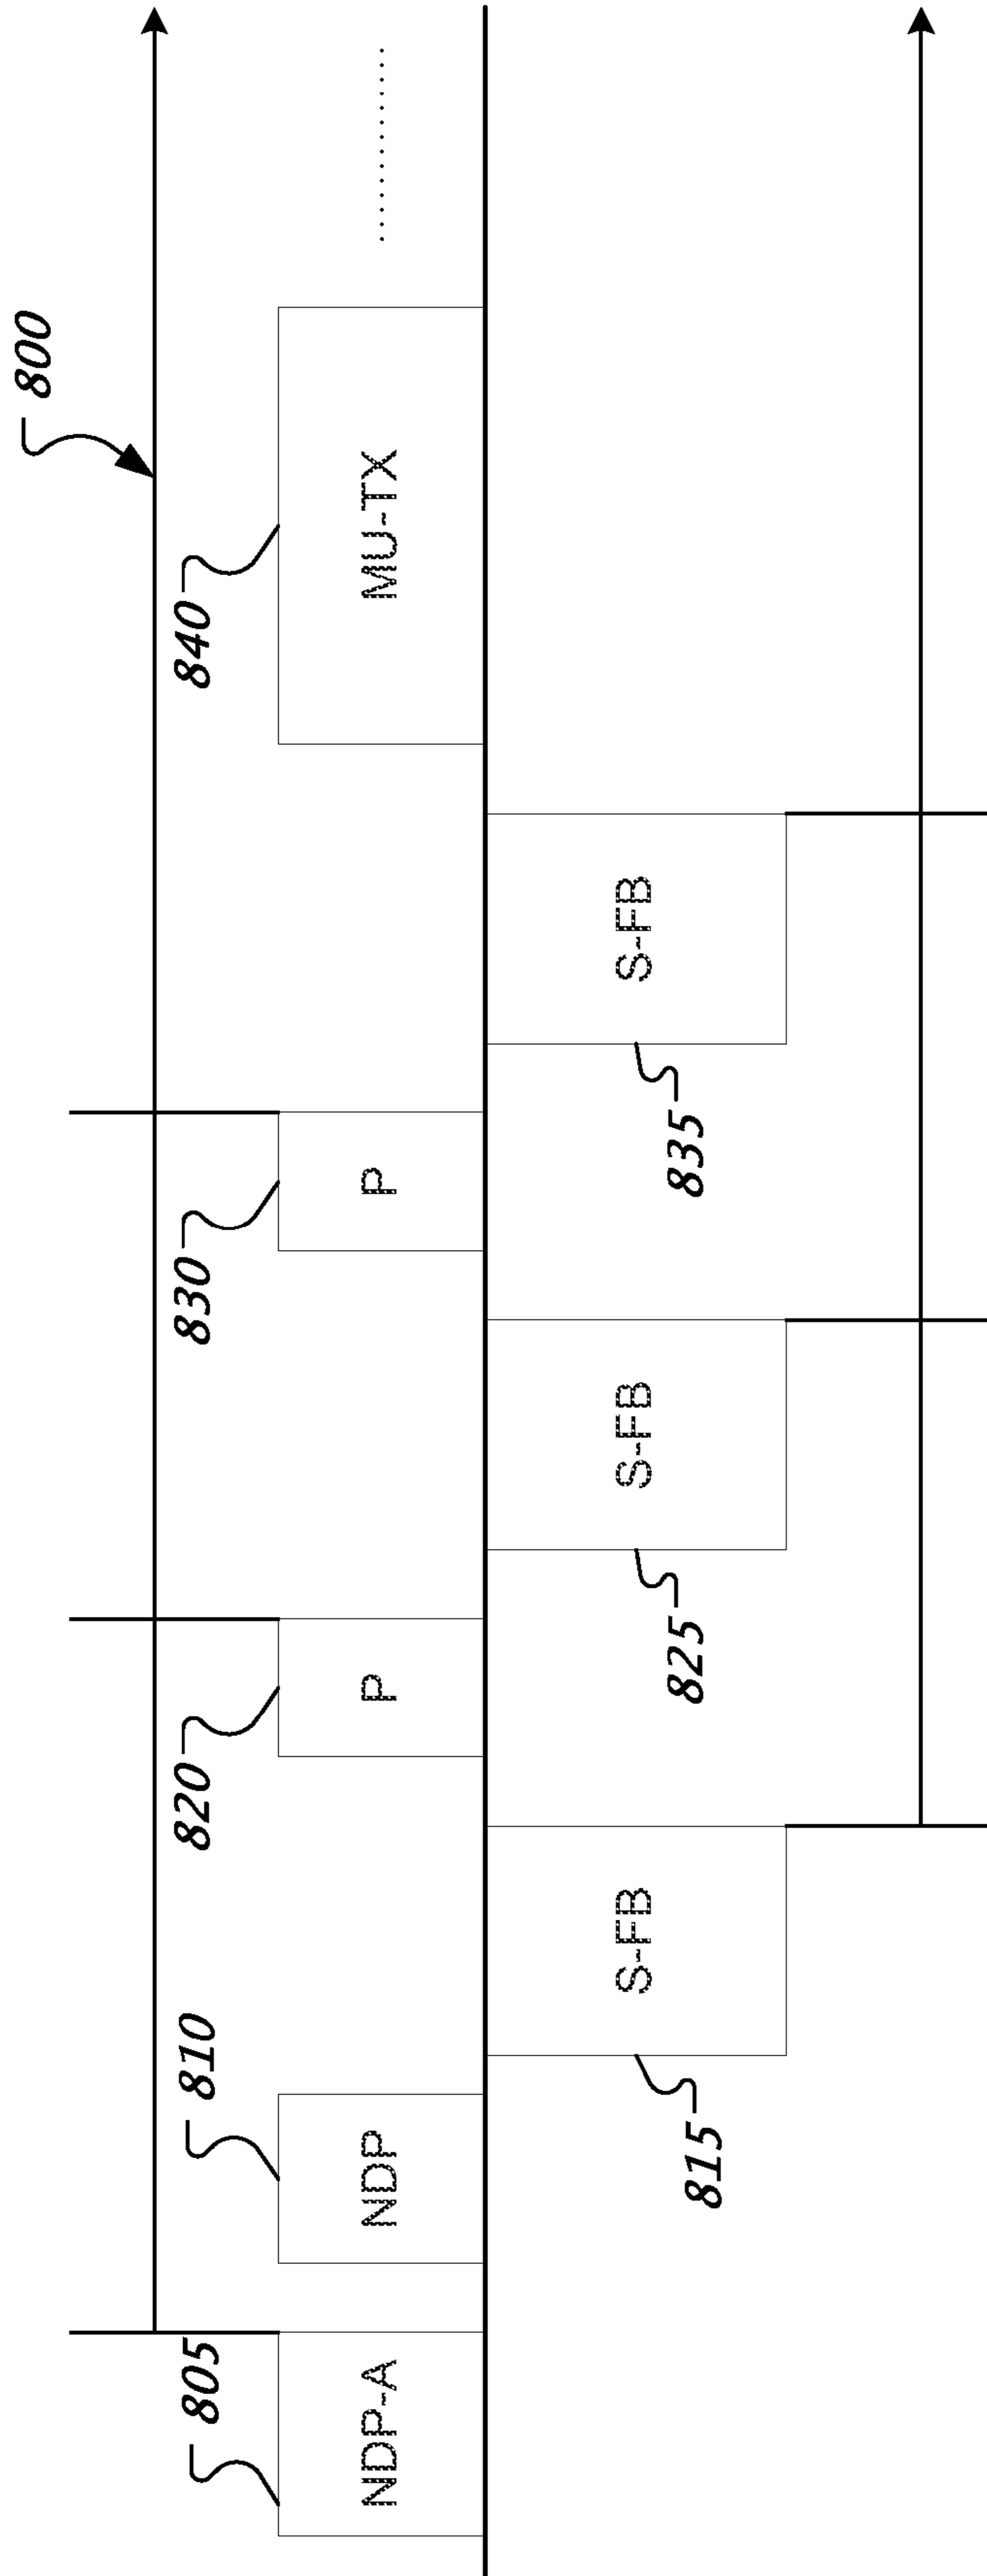 800
805
NDP-A
810
NDP
820
P
830
P
840
MU-TX
815
S-FB
825
S-FB
835
S-FB